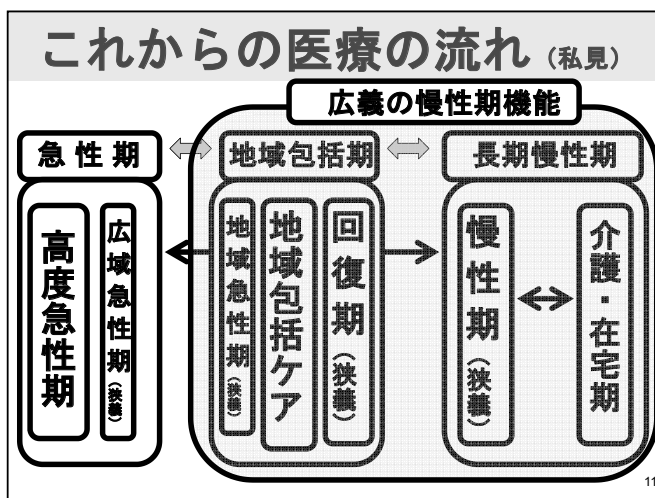 これからの医療の流れ（私見）
広義の慢性期機能
急性期
地域包括期
長期慢性期
高度急性期
広域急性期（狭義）
地域急性期（狭義）
地域包括ケア
回復期（狭義）
慢性期（狭義）
介護・在宅期
11